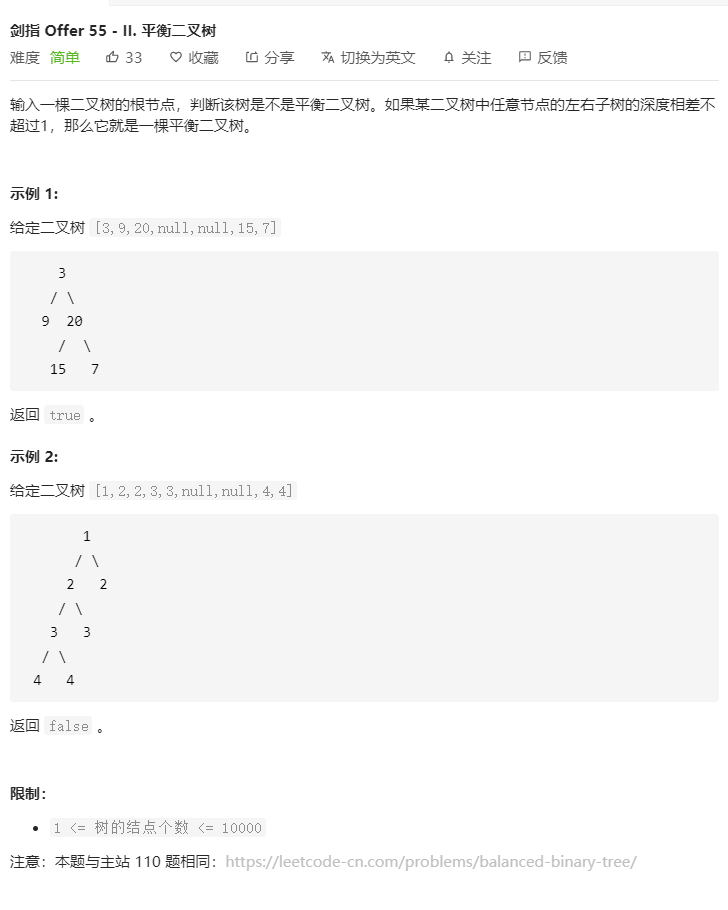 剑指 Offer 55 - II. 平衡二叉树
难度 简单 33 收藏 分享 切换为英文 关注 反馈
输入一棵二叉树的根节点，判断该树是不是平衡二叉树。如果某二叉树中任意节点的左右子树的深度相差不
超过1，那么它就是一棵平衡二叉树。
示例 1:
给定二叉树 [3,9,20,null,null,15,7]
3
/ \
9 20
/ \
15 7
返回 true 。
示例 2:
给定二叉树 [1,2,2,3,3,null,null,4,4]
1
/ \
2 2
/ \
3 3
/ \
4 4
返回 false 。
限制：
• 1 <= 树的结点个数 <= 10000
注意：本题与主站 110 题相同：https://leetcode-cn.com/problems/balanced-binary-tree/